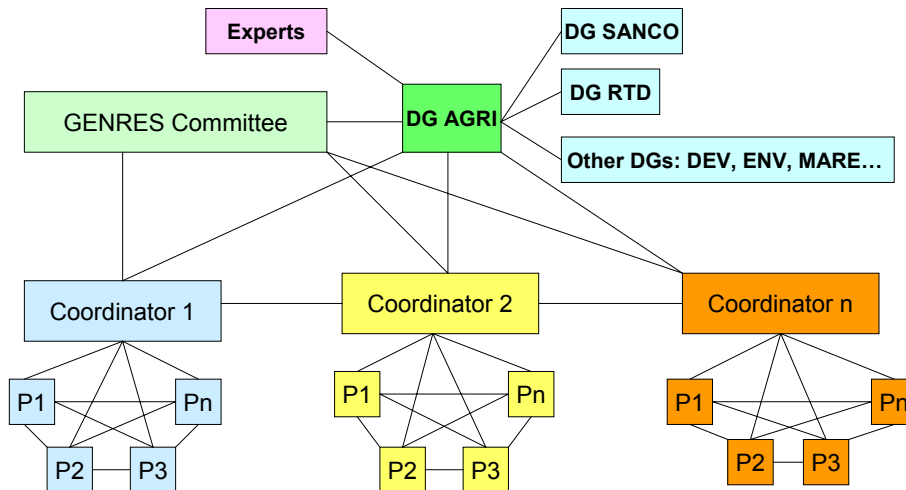 Experts
DG SANCO
DG RTD
GENRES Committee
DG AGRI
Other DGs: DEV, ENV, MARE…
Coordinator 1
Coordinator 2
Coordinator n
P1
Pn
P2
P3
P1
Pn
P2
P3
P1
Pn
P2
P3